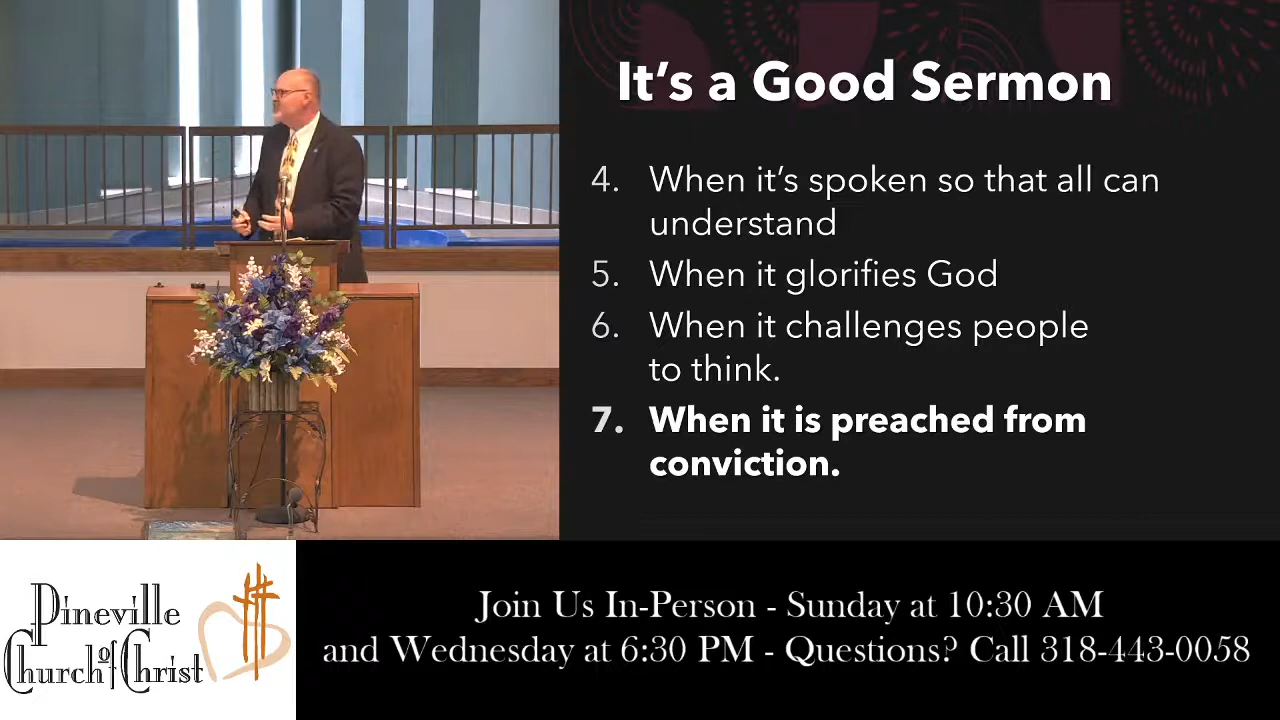 It's a Good Sermon
4. When it's spoken so that all can
understand
5. When it glorifies God
6. When it challenges people
to think.
7. When it is preached from
conviction.
Pineville
Church of Christ
Join Us In-Person - Sunday at 10:30 AM
and Wednesday at 6:30 PM - Questions? Call 318-443-0058